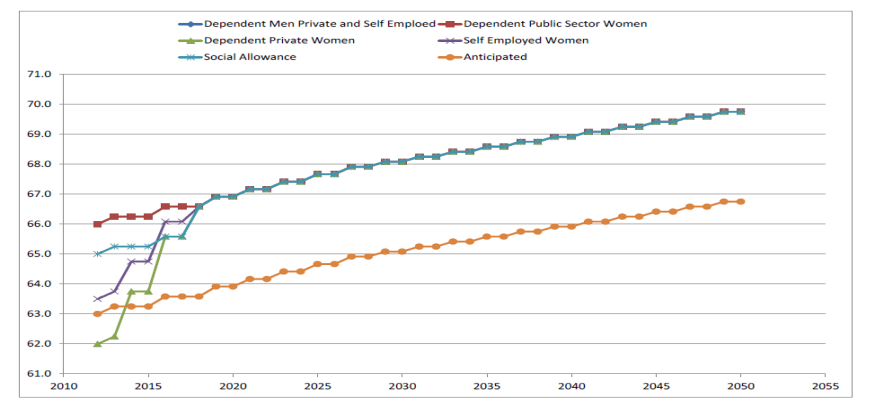 Dependent Men Private and Self Emploed Dependent Public Sector Women
Dependent Private Women Self Employed Women
Social Allowance Anticipated
71.0
70.0
69.0
68.0
67.0
66.0
65.0
64.0
63.0
62.0
61.0
2010 2015 2020 2025 2030 2035 2040 2045 2050 2055